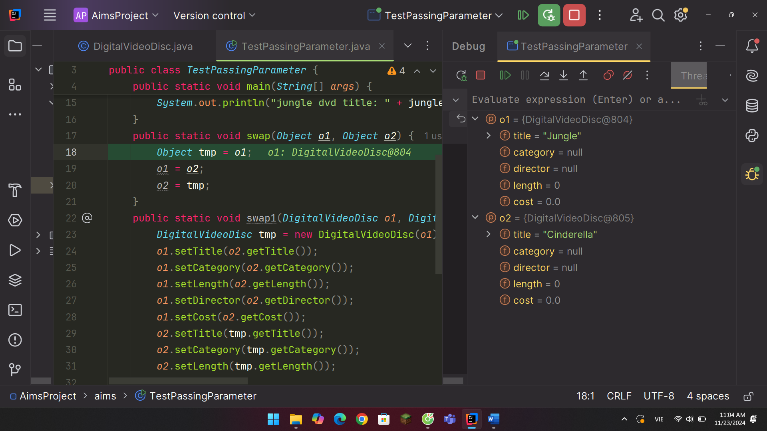 AP AimsProject Version control TestPassingParameter
DigitalVideoDisc.java TestPassingParameter.java
Debug TestPassingParameter
3 public class TestPassingParameter {
4 public static void main(String[] args) {
15 System.out.println("jungle dvd title: " + jungle
16 }
17 public static void swap(Object o1, Object o2) { 1 us
18 Object tmp = o1; o1: DigitalVideoDisc@804
19 o1 = o2;
20 o2 = tmp;
21 }
22 @ public static void swap1(DigitalVideoDisc o1, Digit
23 DigitalVideoDisc tmp = new DigitalVideoDisc(o1
24 o1.setTitle(o2.getTitle());
25 o1.setCategory(o2.getCategory());
26 o1.setLength(o2.getLength());
27 o1.setDirector(o2.getDirector());
28 o1.setCost(o2.getCost());
29 o2.setTitle(tmp.getTitle());
30 o2.setCategory(tmp.getCategory());
31 o2.setLength(tmp.getLength());
32
4
Thre
Evaluate expression (Enter) or a...
o1 = {DigitalVideoDisc@804}
title = "Jungle"
category = null
director = null
length = 0
cost = 0.0
o2 = {DigitalVideoDisc@805}
title = "Cinderella"
category = null
director = null
length = 0
cost = 0.0
AimsProject > aims > TestPassingParameter
18:1 CRLF UTF-8 4 spaces
VIE
11:04 AM
11/23/2024